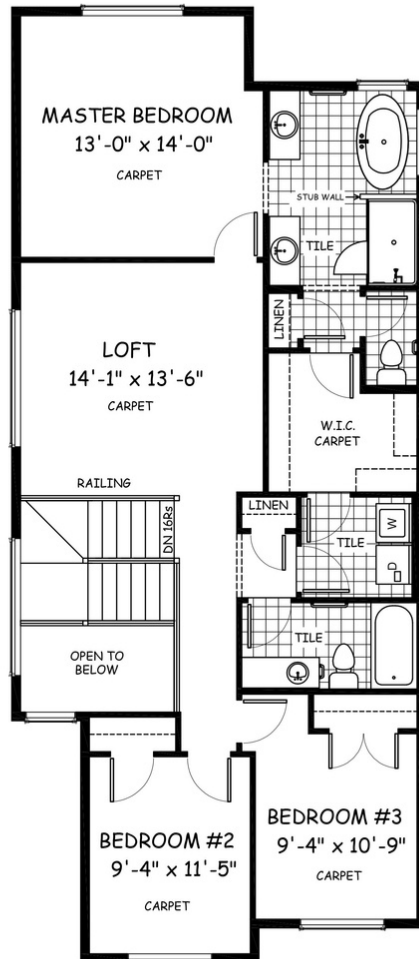 MASTER BEDROOM
13'-0" x 14'-0"
CARPET
STUB WALL
TILE
LINEN
LOFT
14'-1" x 13'-6"
CARPET
W.I.C.
CARPET
RAILING
DN 16Rs
LINEN
W
TILE
D
TILE
OPEN TO
BELOW
BEDROOM #2
9'-4" x 11'-5"
CARPET
BEDROOM #3
9'-4" x 10'-9"
CARPET